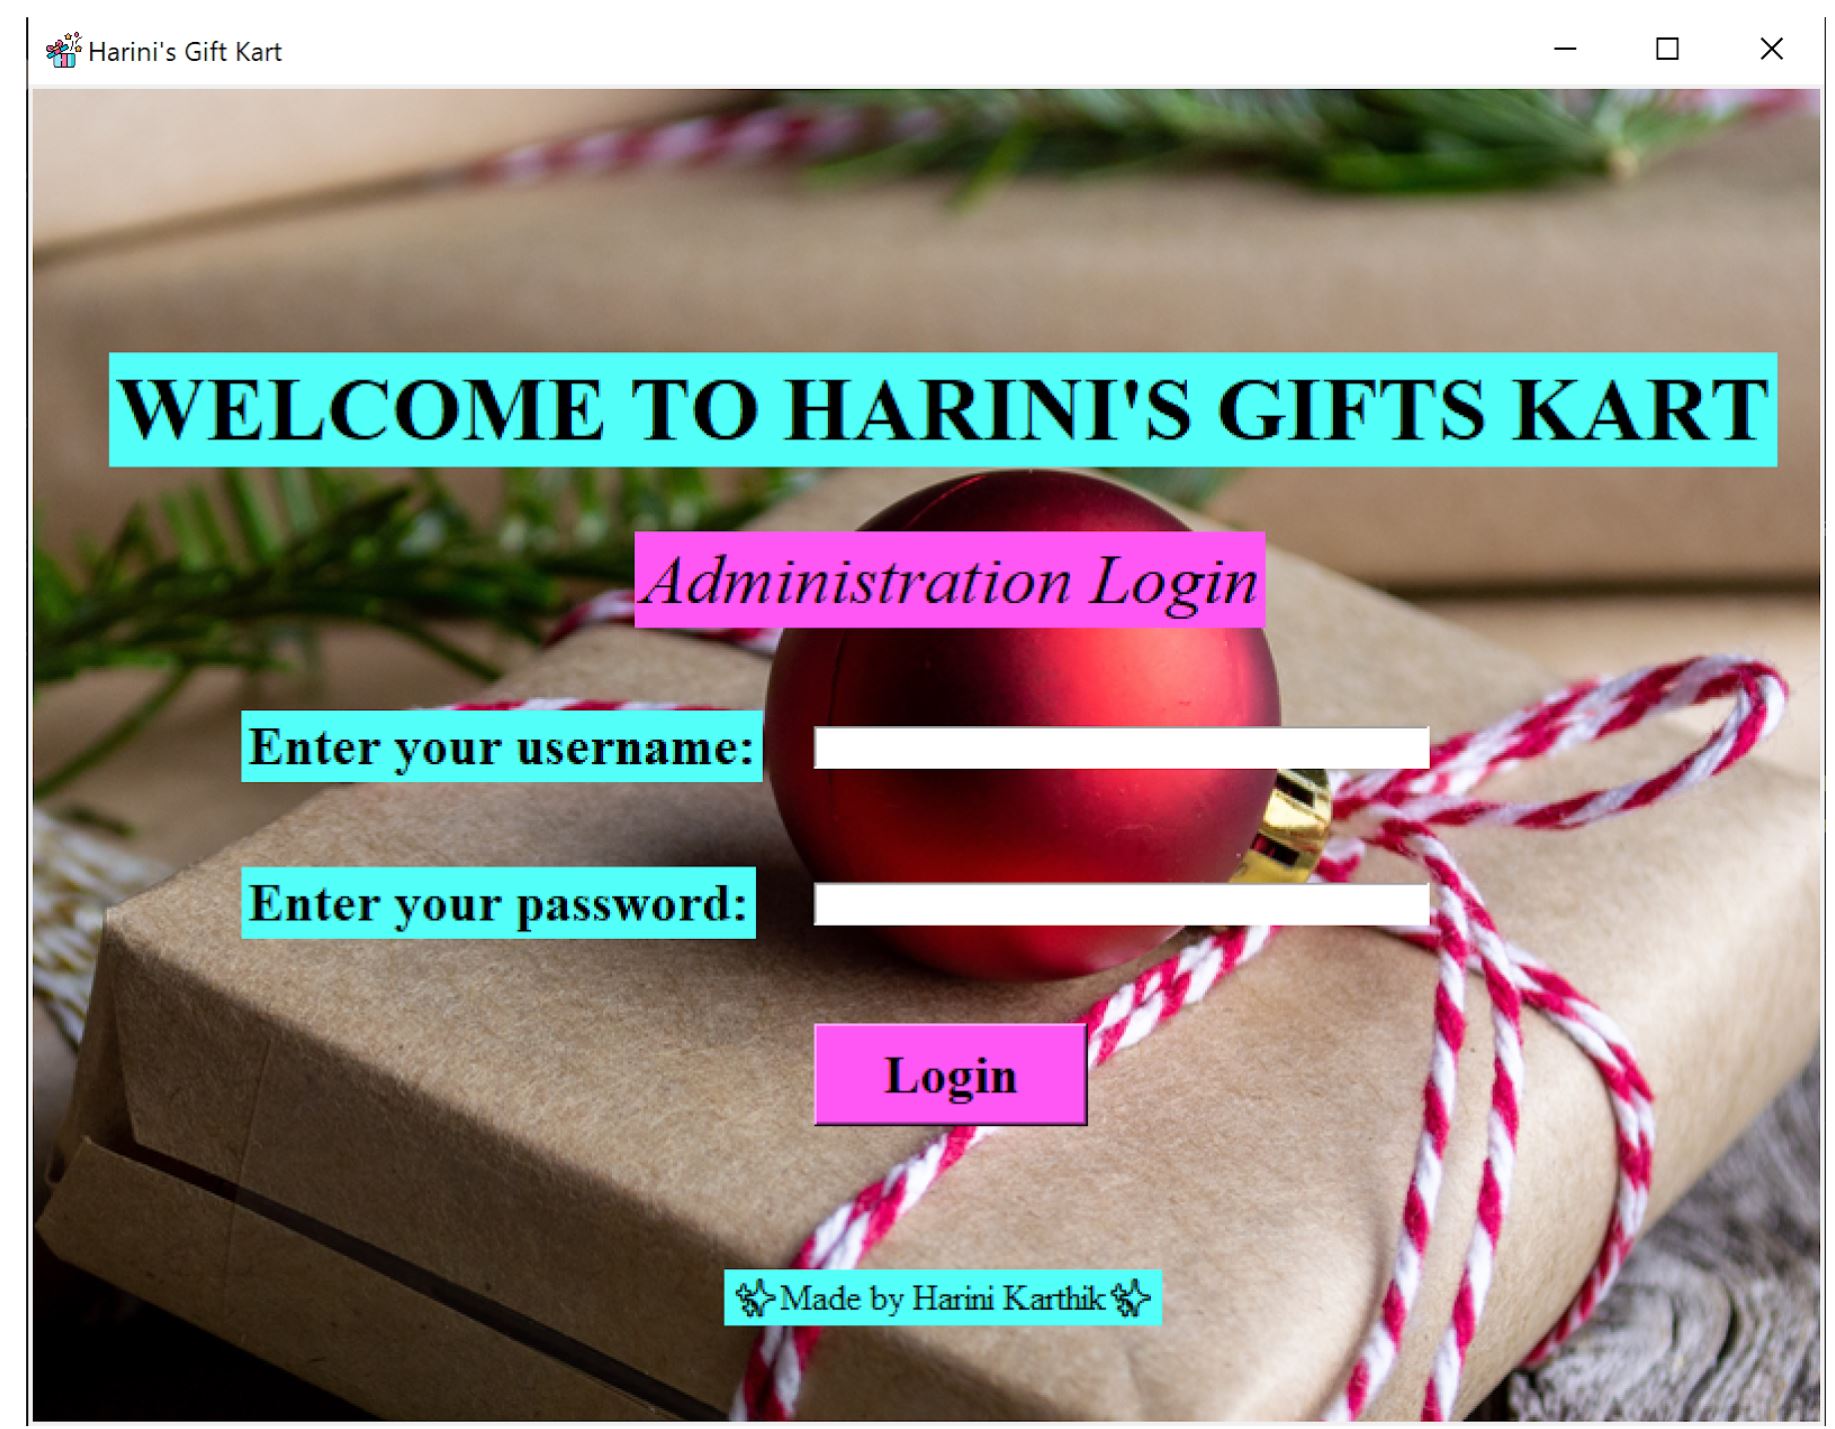 Harini's Gift Kart
WELCOME TO HARINI'S GIFTS KART
Administration Login
Enter your username:
Enter your password:
Login
✨Made by Harini Karthik✨